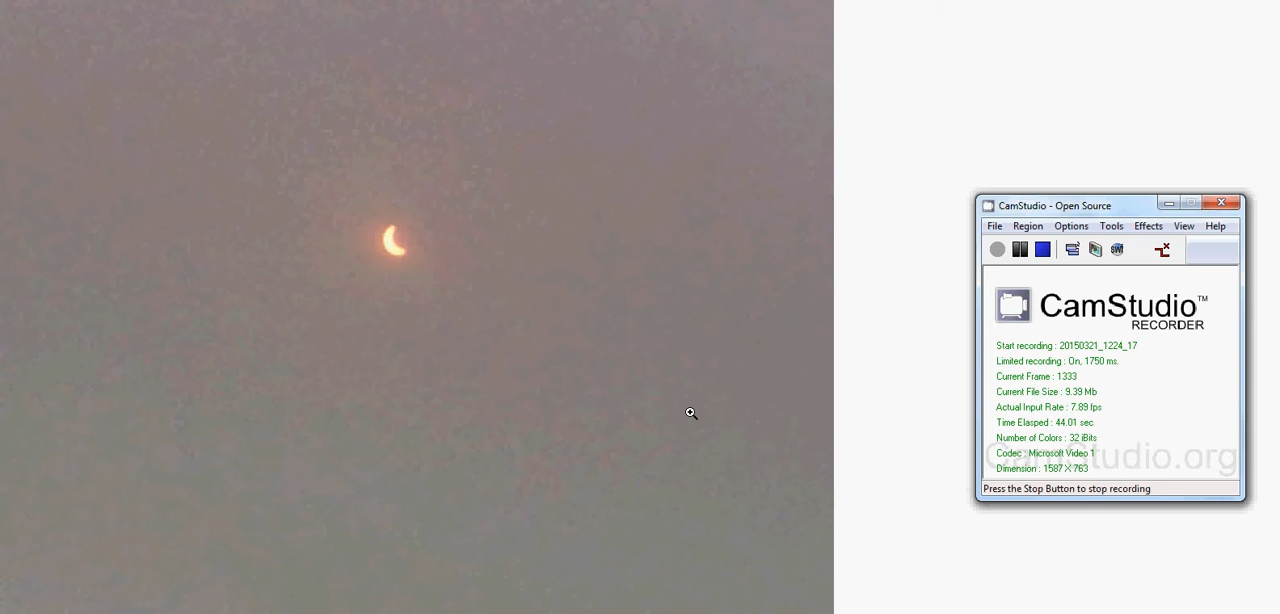 CamStudio - Open Source
File Region Options Tools Effects View Help
CamStudio™
RECORDER
Start recording : 20150321_1224_17
Limited recording : On, 1750 ms.
Current Frame : 1333
Current File Size : 9.39 Mb
Actual Input Rate : 7.89 fps
Time Elasped : 44.01 sec
Number of Colors : 32 iBits
Codec : Microsoft Video 1
CamStudio.org
Dimension : 1587 X 763
Press the Stop Button to stop recording